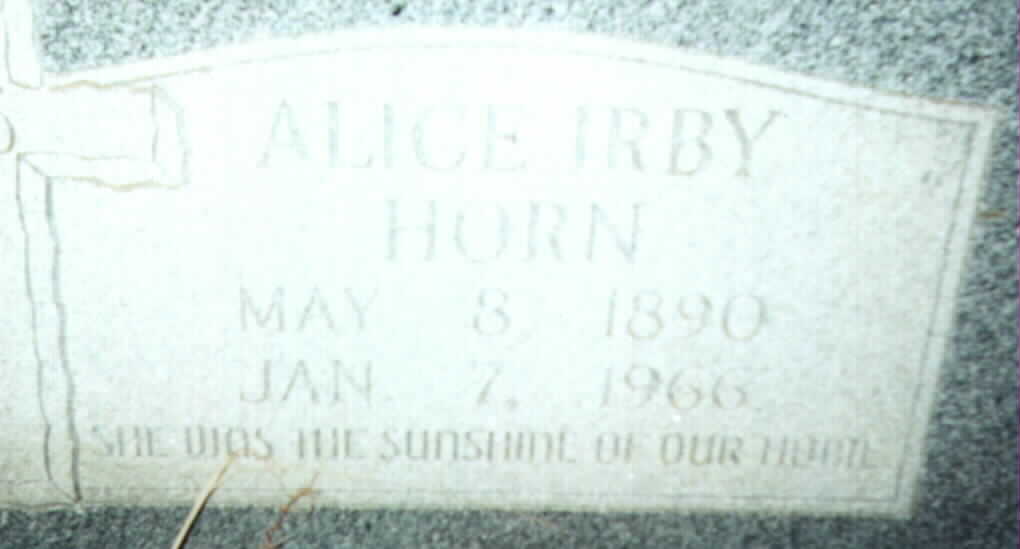 ALICE IRBY
HORN
MAY 8, 1890
JAN. 7, 1966
SHE WAS THE SUNSHINE OF OUR HOME